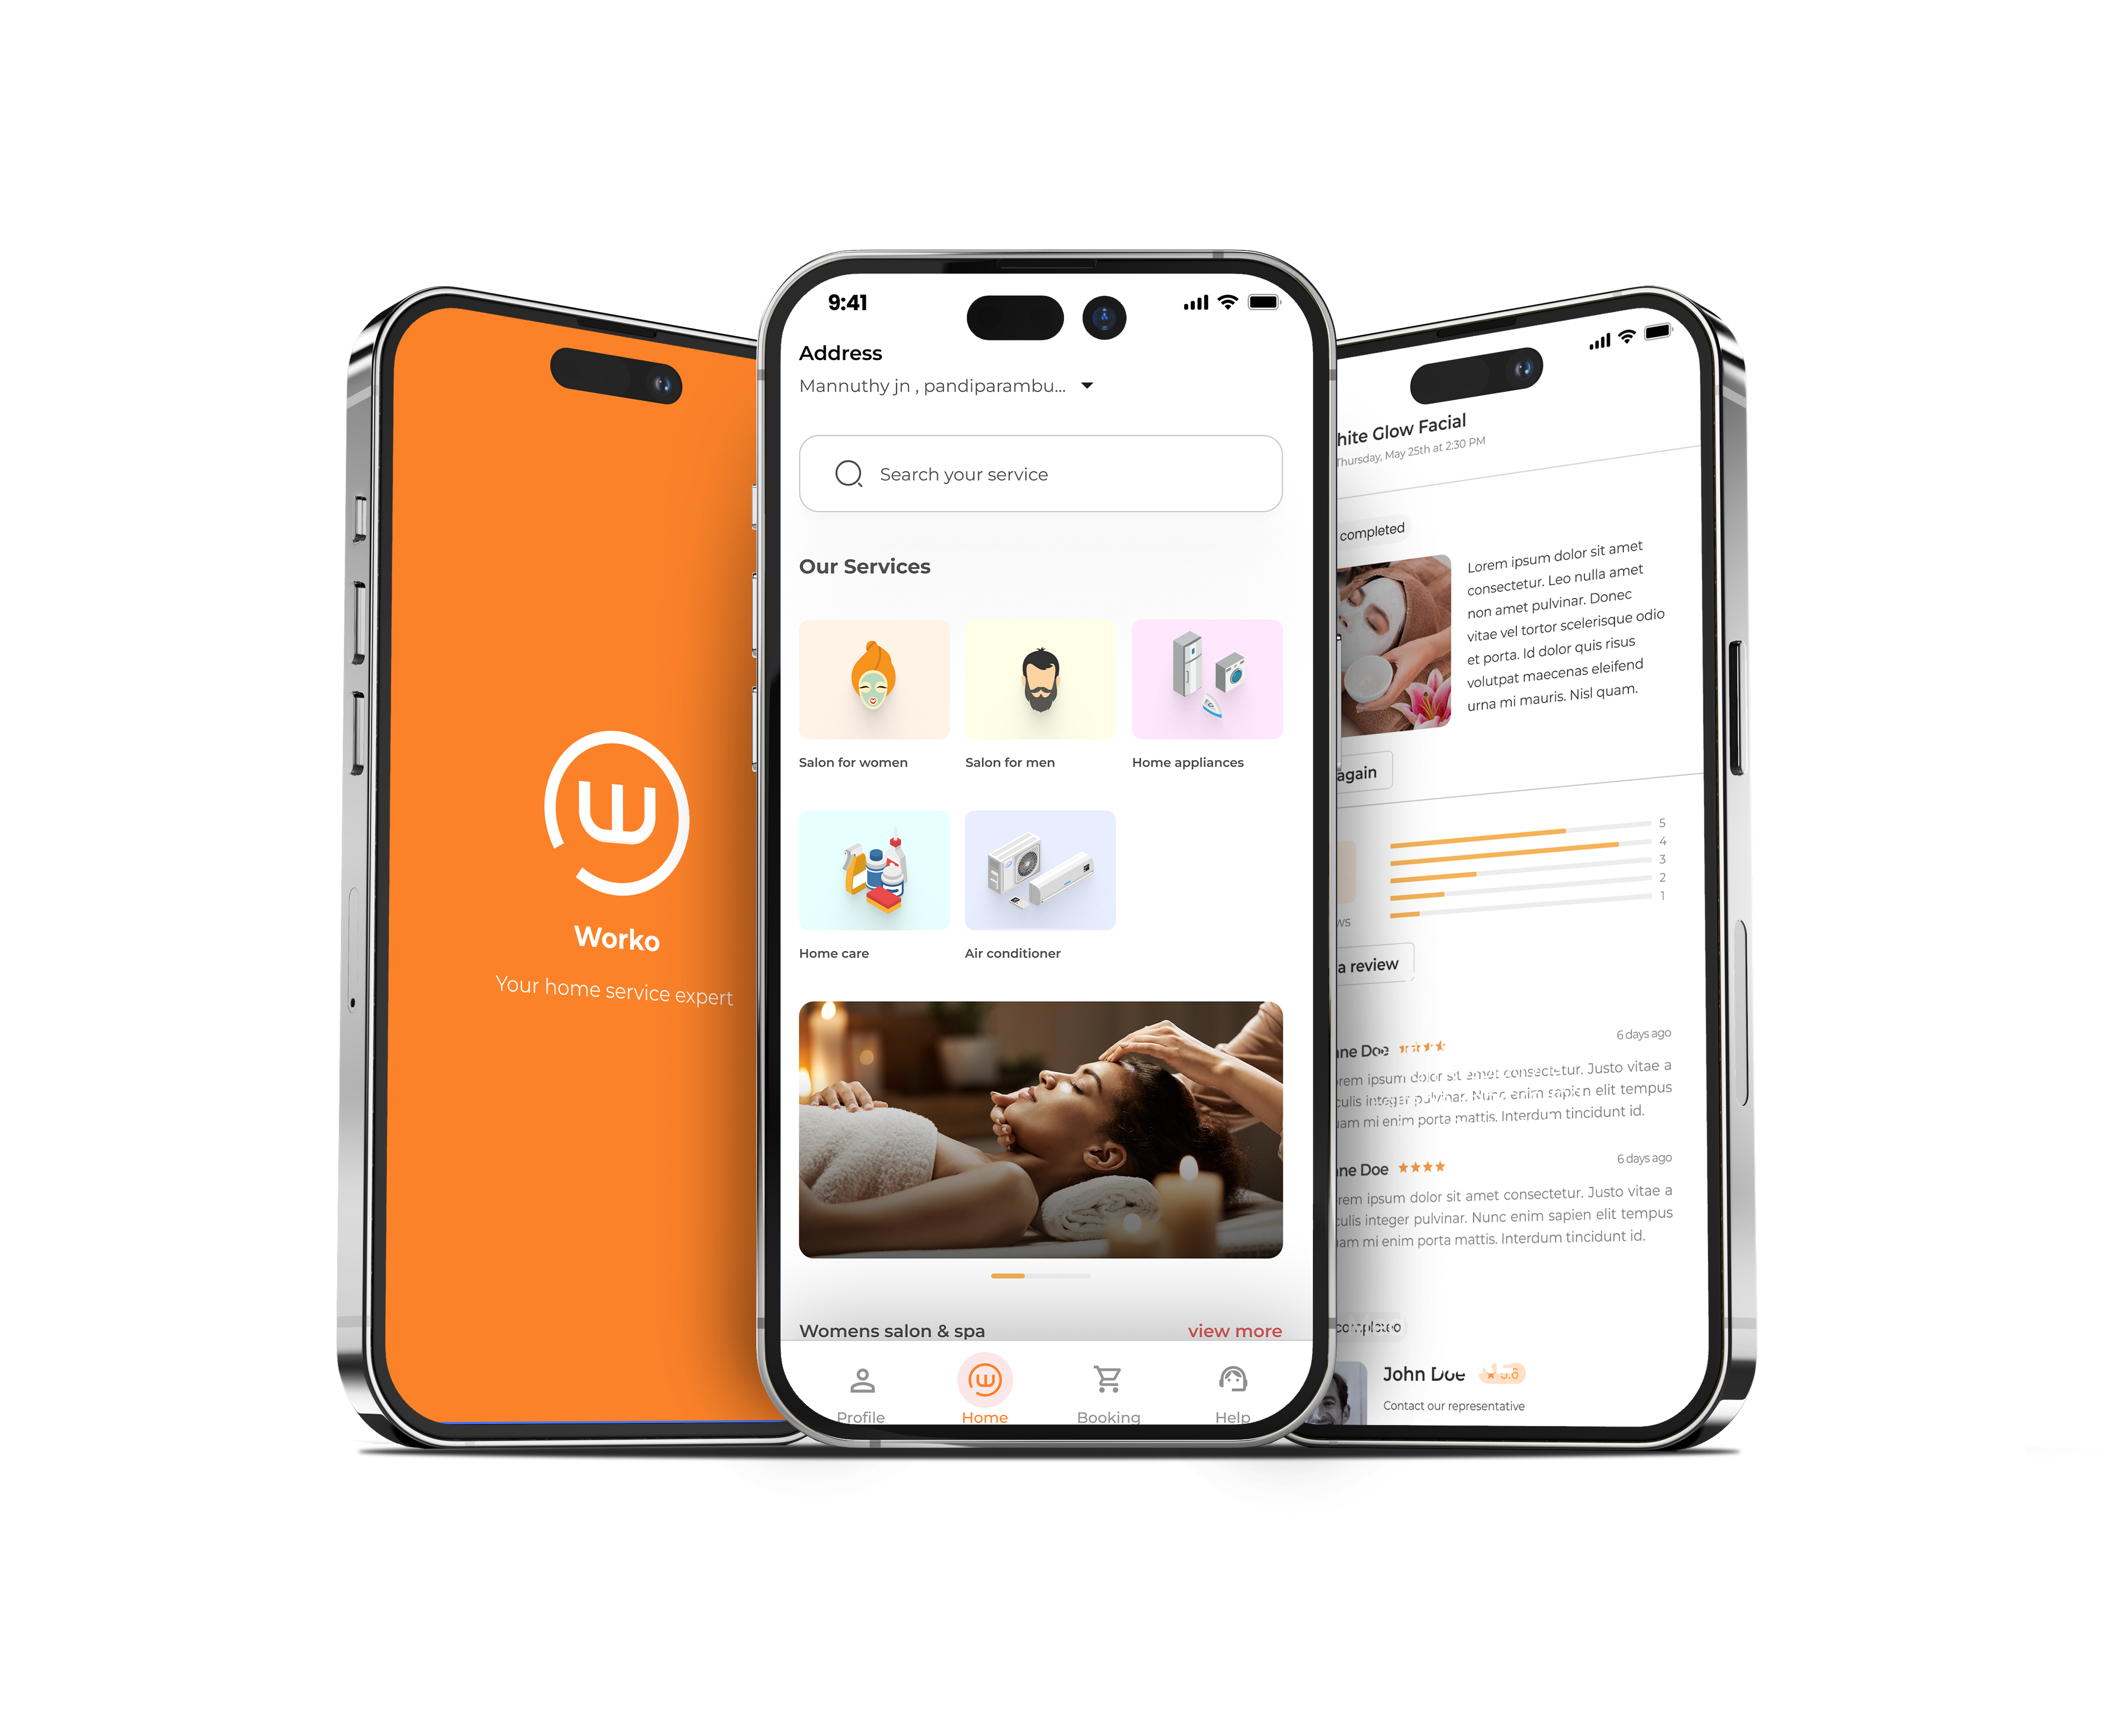 Worko
Your home service expert
9:41
Address
Mannuthy jn , pandiparambu...
Search your service
Our Services
Salon for women
Salon for men
Home appliances
Home care
Air conditioner
Womens salon & spa
view more
Profile
Home
Booking
Help
hite Glow Facial
Thursday, May 25th at 2:30 PM
completed
Lorem ipsum dolor sit amet
consectetur. Leo nulla amet
non amet pulvinar. Donec
vitae vel tortor scelerisque odio
et porta. Id dolor quis risus
volutpat maecenas eleifend
urna mi mauris. Nisl quam.
again
5
4
3
2
1
ws
a review
ne Doe
6 days ago
rem ipsum dolor sit amet consectetur. Justo vitae a
culis integer pulvinar. Nunc enim sapien elit tempus
uam mi enim porta mattis. Interdum tincidunt id.
ne Doe
6 days ago
rem ipsum dolor sit amet consectetur. Justo vitae a
culis integer pulvinar. Nunc enim sapien elit tempus
am mi enim porta mattis. Interdum tincidunt id.
John Doe
Contact our representative